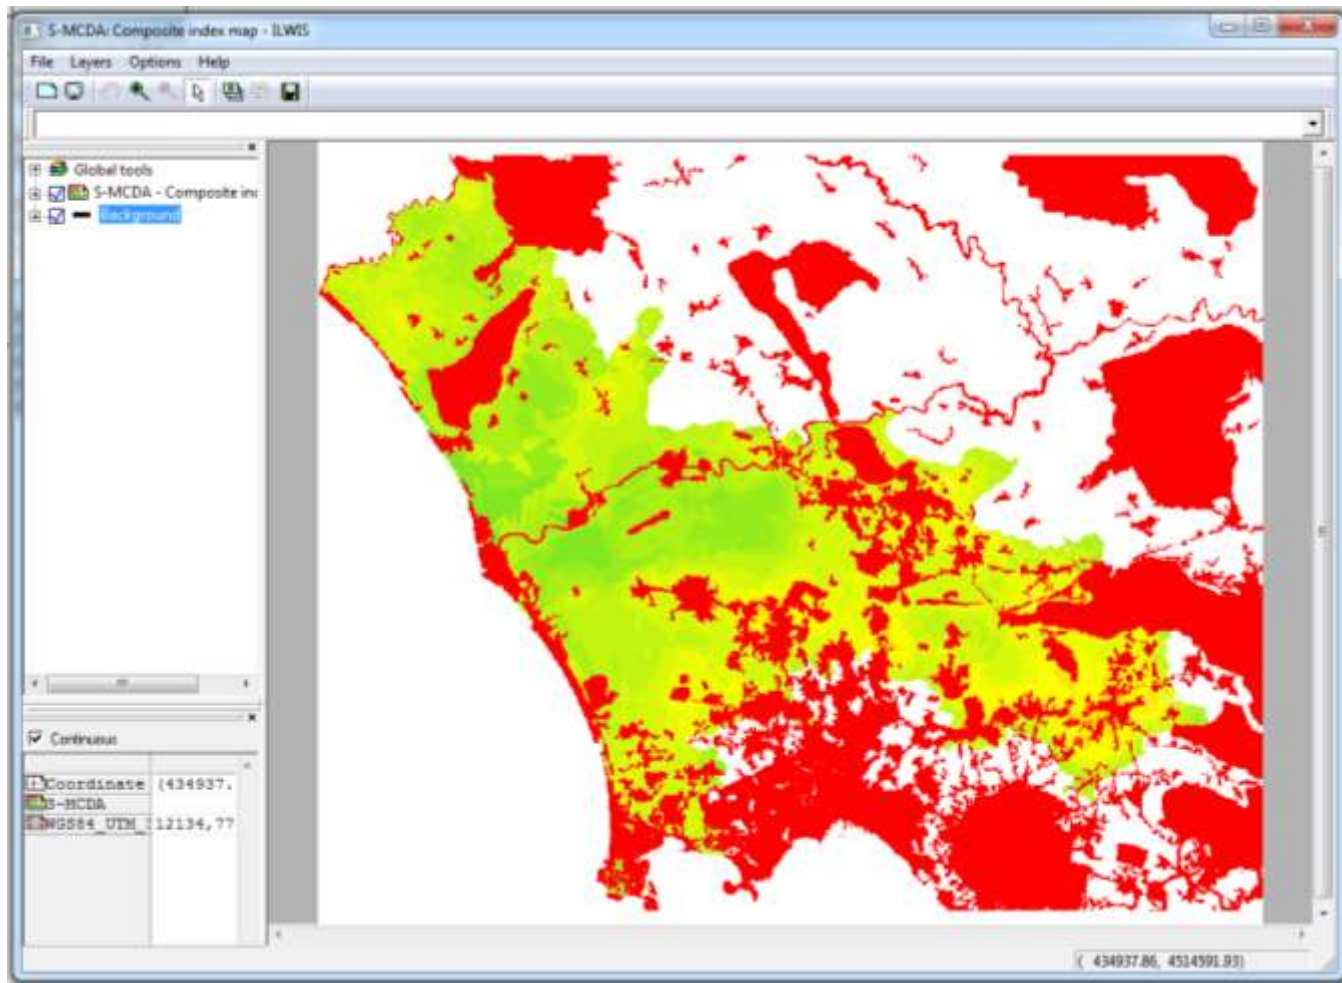 S-MCDA: Composite index map - ILWIS
File Layers Options Help
Global tools
S-MCDA - Composite in
Background
Continuous
Coordinate (434937.
S-MCDA
WGS84_UTM_ 12134,77
( 434937.86, 4514591.93)